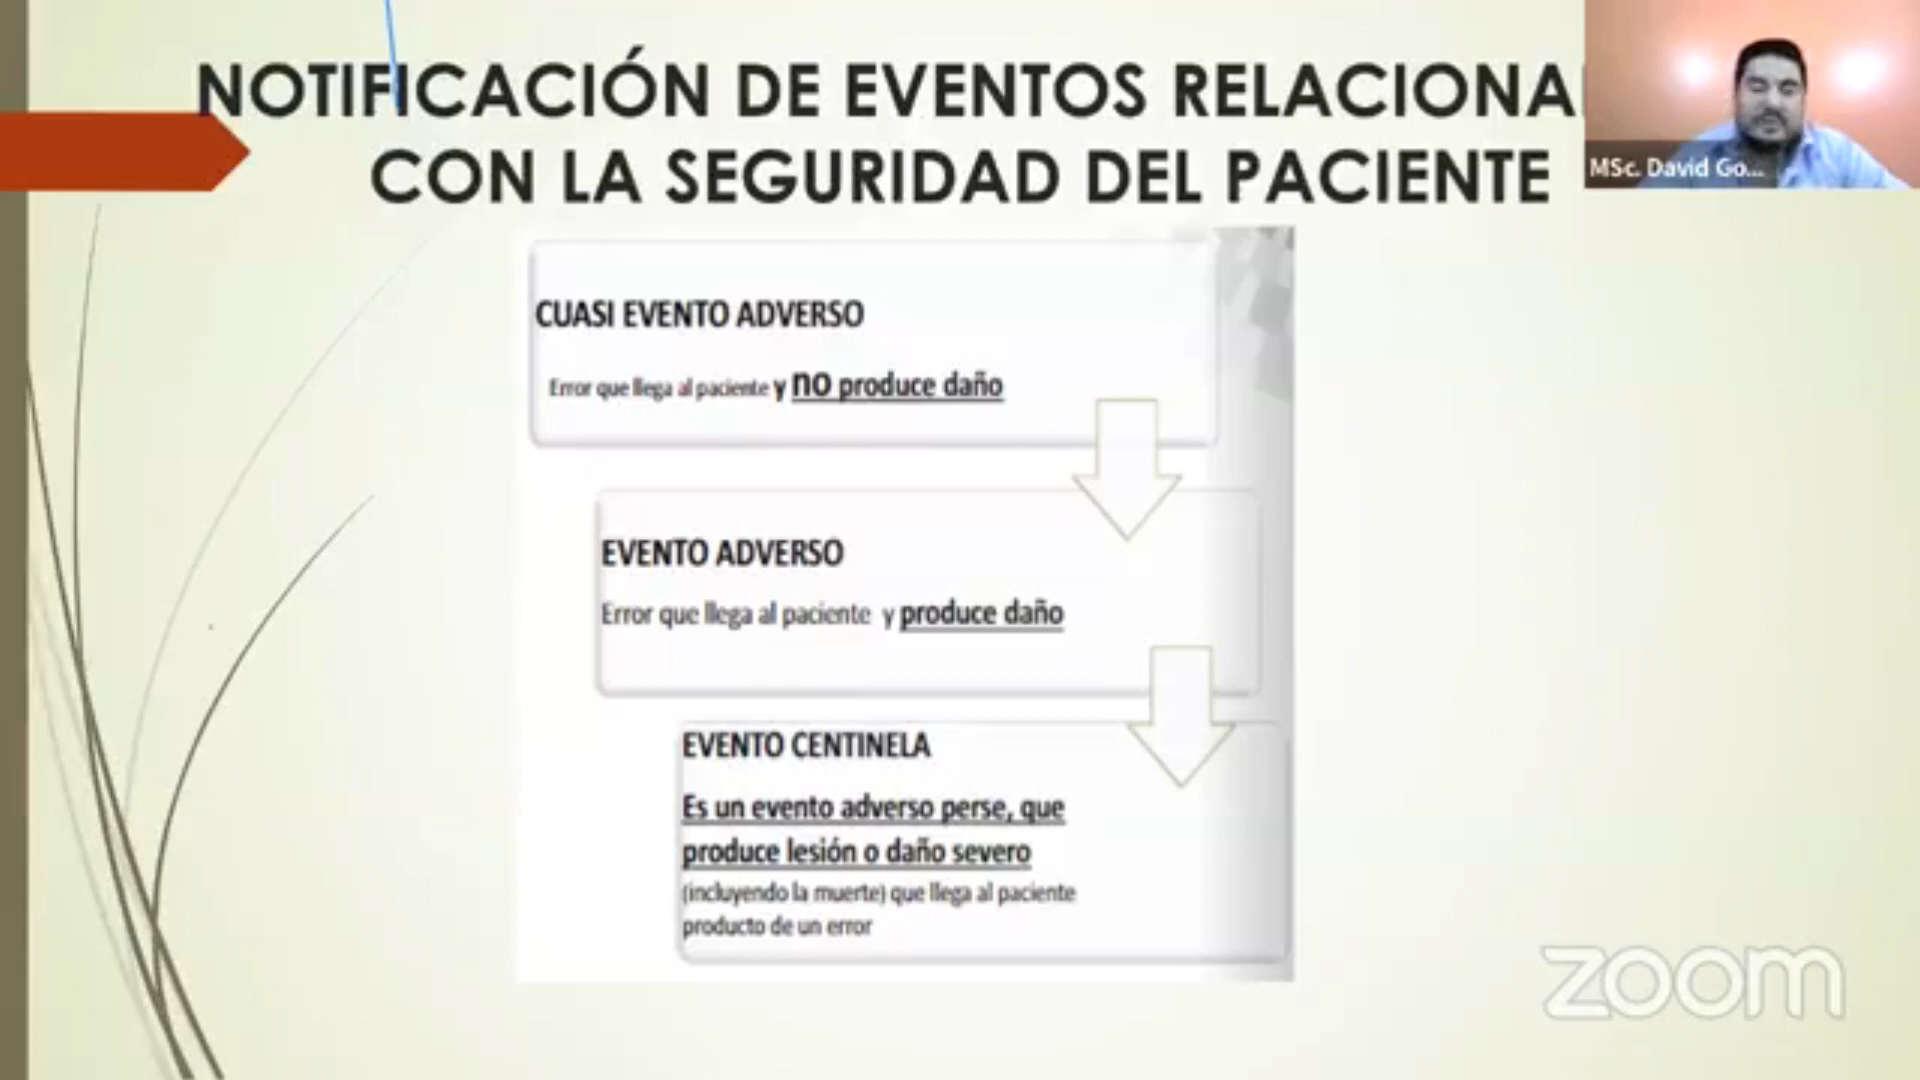 NOTIFICACIÓN DE EVENTOS RELACIONA
CON LA SEGURIDAD DEL PACIENTE
MSc. David Go...
CUASI EVENTO ADVERSO
Error que llega al paciente y no produce daño
EVENTO ADVERSO
Error que llega al paciente y produce daño
EVENTO CENTINELA
Es un evento adverso perse, que
produce lesión o daño severo
(incluyendo la muerte) que llega al paciente
producto de un error
zoom